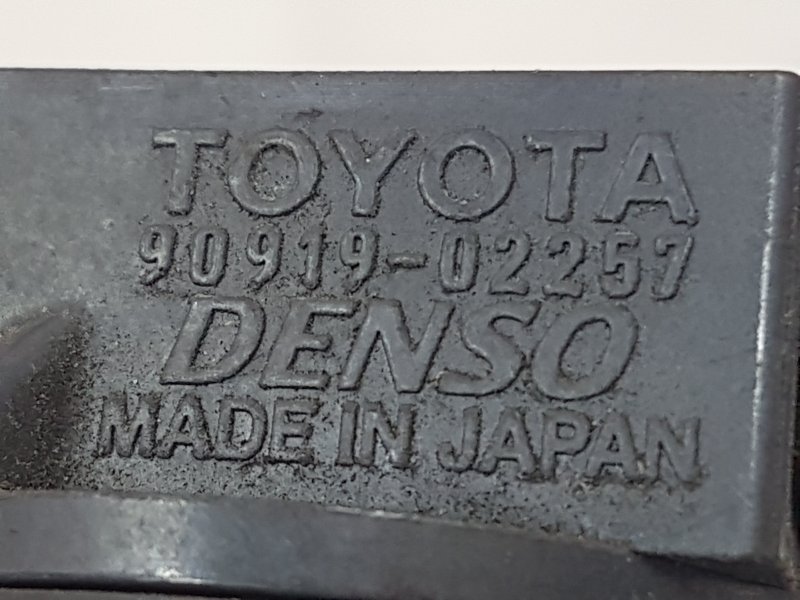 TOYOTA
90919-02257
DENSO
MADE IN JAPAN